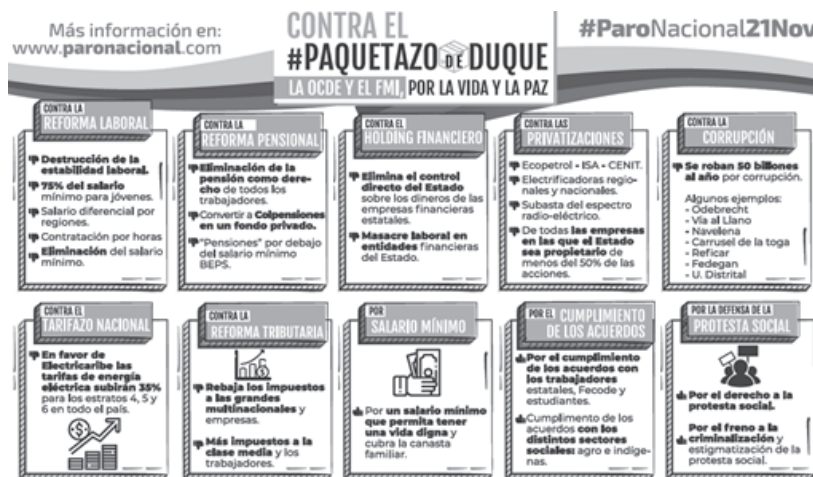 Más información en:
www.paronacional.com
CONTRA EL
#PAQUETAZO DE DUQUE
LA OCDE Y EL FMI, POR LA VIDA Y LA PAZ
#ParoNacional21Nov
CONTRA LA
REFORMA LABORAL
Destrucción de la
estabilidad laboral.
75% del salario
mínimo para jóvenes.
Salario diferencial por
regiones.
Contratación por horas
Eliminación del salario
mínimo.
CONTRA LA
REFORMA PENSIONAL
Eliminación de la
pensión como dere-
cho de todos los
trabajadores.
Convertir a Colpensiones
en un fondo privado.
"Pensiones" por debajo
del salario mínimo
BEPS.
CONTRA EL
HOLDING FINANCIERO
Elimina el control
directo del Estado
sobre los dineros de las
empresas financieras
estatales.
Masacre laboral en
entidades financieras
del Estado.
CONTRA LAS
PRIVATIZACIONES
Ecopetrol - ISA - CENIT.
Electrificadoras regio-
nales y nacionales.
Subasta del espectro
radio-eléctrico.
De todas las empresas
en las que el Estado
sea propietario de
menos del 50% de las
acciones.
CONTRA LA
CORRUPCIÓN
Se roban 50 billones
al año por corrupción.
Algunos ejemplos:
- Odebrecht
- Vía al Llano
- Navelena
- Carrusel de la toga
- Reficar
- Fedegan
- U. Distrital
CONTRA EL
TARIFAZO NACIONAL
En favor de
Electricaribe las
tarifas de energía
eléctrica subirán 35%
para los estratos 4, 5 y
6 en todo el país.
CONTRA LA
REFORMA TRIBUTARIA
Rebaja los impuestos
a las grandes
multinacionales y
empresas.
Más impuestos a la
clase media y los
trabajadores.
POR
SALARIO MÍNIMO
Por un salario mínimo
que permita tener
una vida digna y
cubra la canasta
familiar.
POR EL CUMPLIMIENTO
DE LOS ACUERDOS
Por el cumplimiento
de los acuerdos con
los trabajadores
estatales, Fecode y
estudiantes.
Cumplimento de los
acuerdos con los
distintos sectores
sociales: agro e indíge-
nas.
POR LA DEFENSA DE LA
PROTESTA SOCIAL
Por el derecho a la
protesta social.
Por el freno a la
criminalización y
estigmatización de la
protesta social.